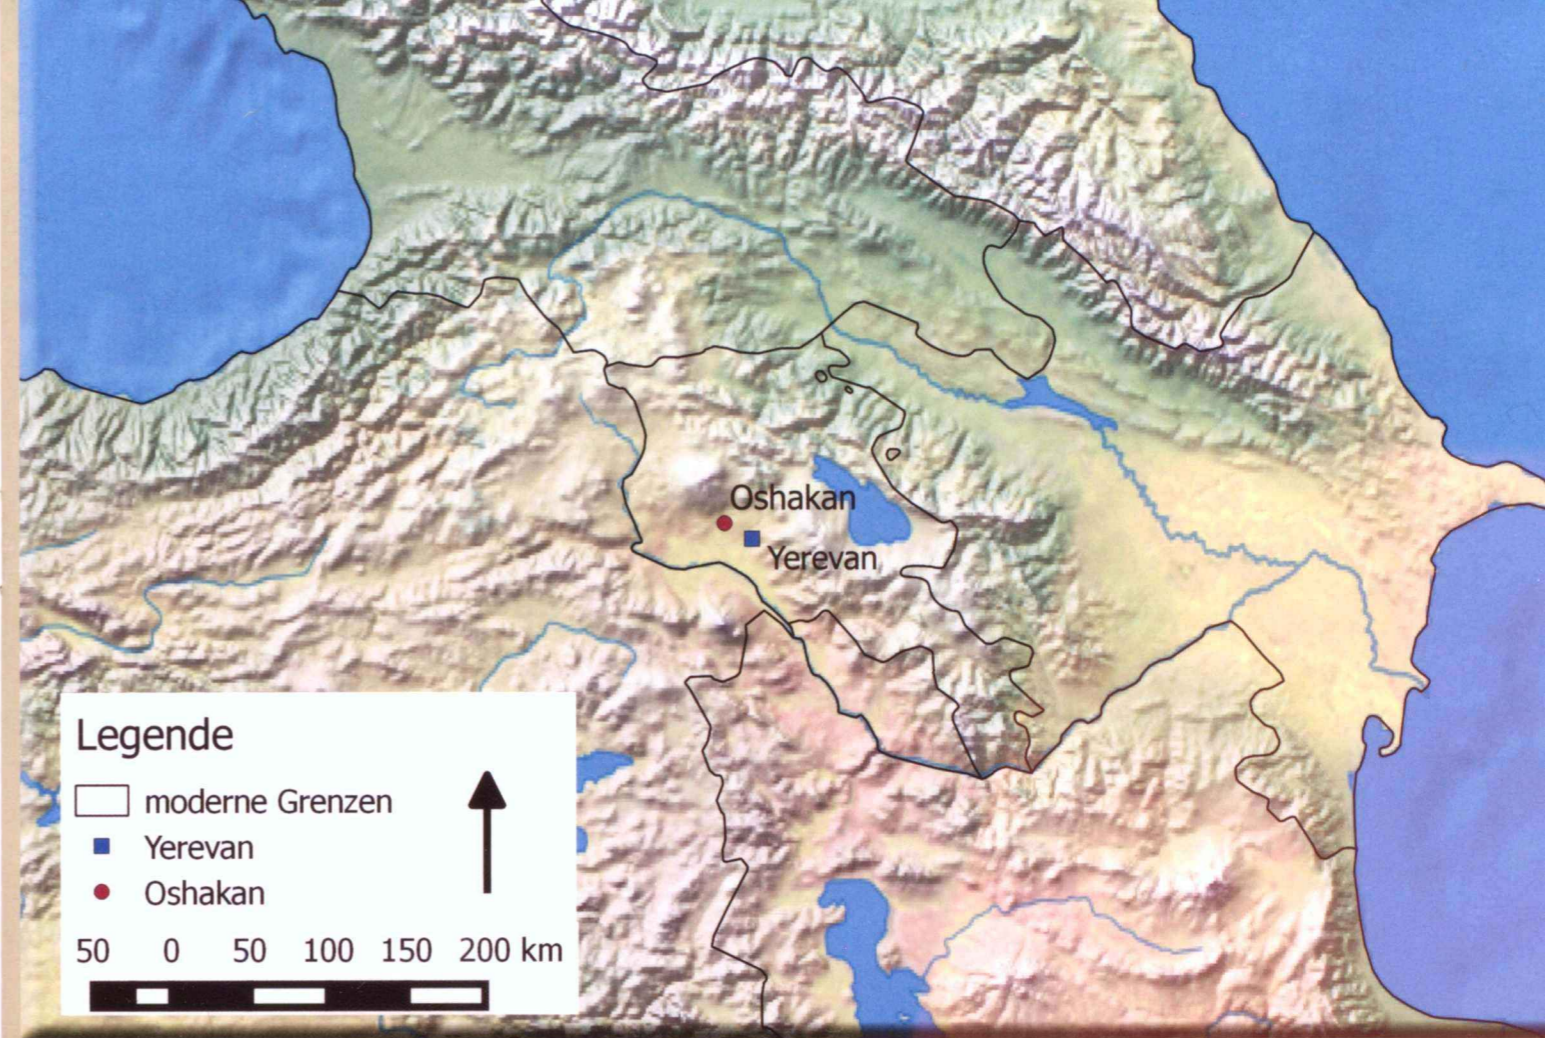 Oshakan
Yerevan
Legende
moderne Grenzen
Yerevan
Oshakan
50 0 50 100 150 200 km